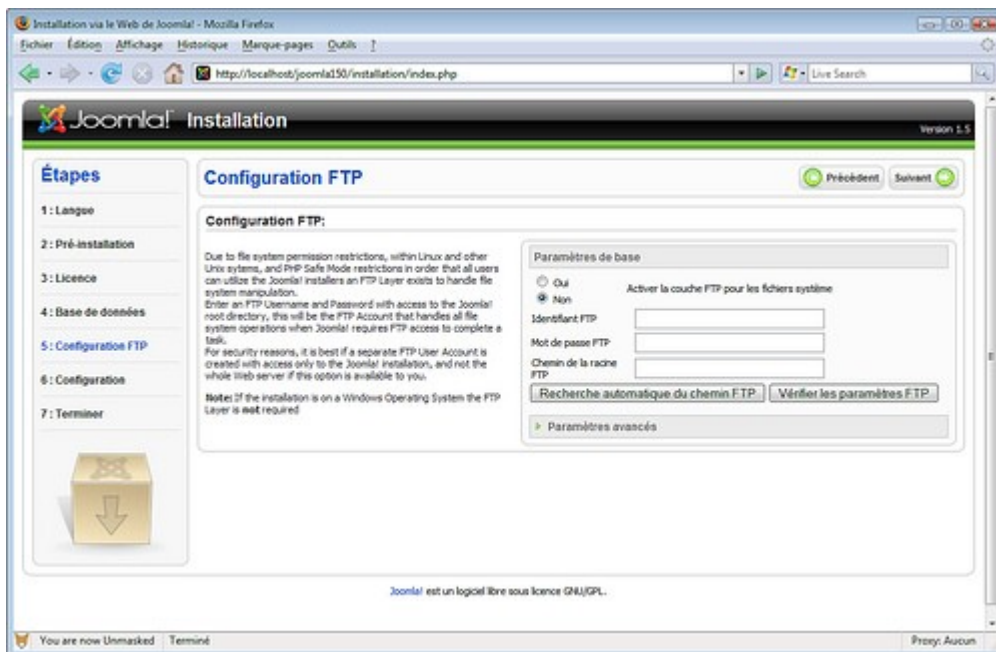 Installation via le Web de Joomla! - Mozilla Firefox
Fichier Édition Affichage Historique Marque-pages Outils ?
http://localhost/joomla150/installation/index.php
Live Search
Joomla! Installation
Version 1.5
Étapes
1 : Langue
2 : Pré-installation
3 : Licence
4 : Base de données
5 : Configuration FTP
6 : Configuration
7 : Terminer
Configuration FTP
Précédent
Suivant
Configuration FTP:
Due to file system permission restrictions, within Linux and other
Unix sytems, and PHP Safe Mode restrictions in order that all users
can utilize the Joomla! installers an FTP Layer exists to handle file
system manipulation.
Enter an FTP Username and Password with access to the Joomla!
root directory, this will be the FTP Account that handles all file
system operations when Joomla! requires FTP access to complete a
task.
For security reasons, it is best if a separate FTP User Account is
created with access only to the Joomla! installation, and not the
whole Web server if this option is available to you.
Note: If the installation is on a Windows Operating System the FTP
Layer is not required
Paramètres de base
Oui
Non
Activer la couche FTP pour les fichiers système
Identifiant FTP
Mot de passe FTP
Chemin de la racine
FTP
Recherche automatique du chemin FTP
Vérifier les paramètres FTP
Paramètres avancés
Joomla! est un logiciel libre sous licence GNU/GPL.
You are now Unmasked
Terminé
Proxy: Aucun